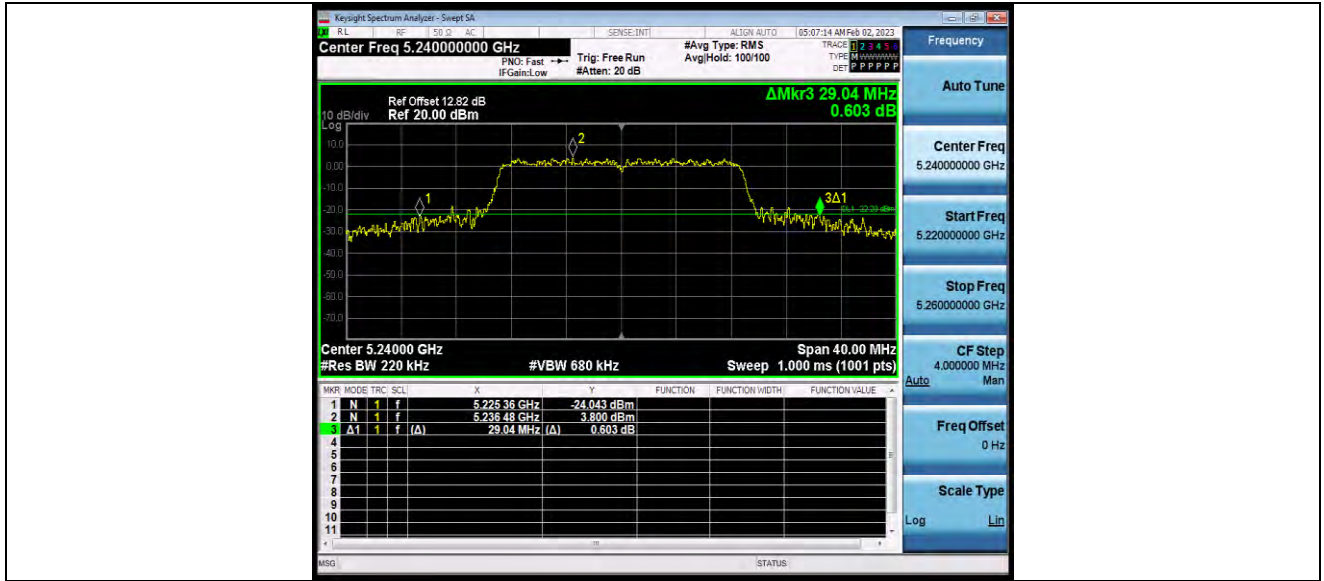 Keysight Spectrum Analyzer - Swept SA
RL RF 50 Ω AC SENSE:INT ALIGN AUTO 05:07:14 AM Feb 02, 2023
Center Freq 5.240000000 GHz
PNO: Fast
IFGain:Low
Trig: Free Run
#Atten: 20 dB
#Avg Type: RMS
Avg|Hold: 100/100
TRACE 1 2 3 4 5 6
TYPE M WWWWW
DET P P P P P P
Frequency
ΔMkr3 29.04 MHz
0.603 dB
Ref Offset 12.82 dB
10 dB/div Ref 20.00 dBm
Log
10.0
0.00
-10.0
-20.0
-30.0
-40.0
-50.0
-60.0
-70.0
1
2
3Δ1
DL1 -22.20 dBm
Center 5.24000 GHz Span 40.00 MHz
#Res BW 220 kHz #VBW 680 kHz Sweep 1.000 ms (1001 pts)
MKR MODE TRC SCL X Y FUNCTION FUNCTION WIDTH FUNCTION VALUE
1 N 1 f 5.225 36 GHz -24.043 dBm
2 N 1 f 5.236 48 GHz 3.800 dBm
3 Δ1 1 f (Δ) 29.04 MHz (Δ) 0.603 dB
4
5
6
7
8
9
10
11
MSG STATUS
Auto Tune
Center Freq
5.240000000 GHz
Start Freq
5.220000000 GHz
Stop Freq
5.260000000 GHz
CF Step
4.000000 MHz
Auto Man
Freq Offset
0 Hz
Scale Type
Log Lin